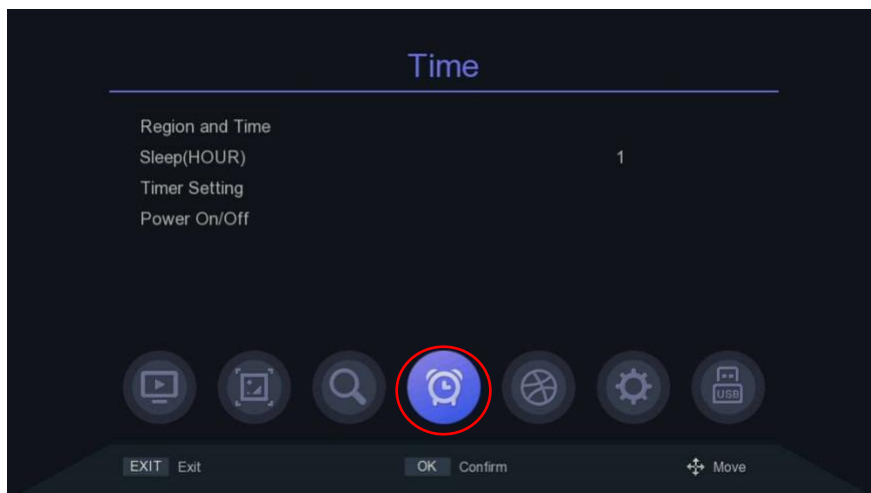 Time
Region and Time
Sleep(HOUR) 1
Timer Setting
Power On/Off
USB
EXIT Exit OK Confirm Move